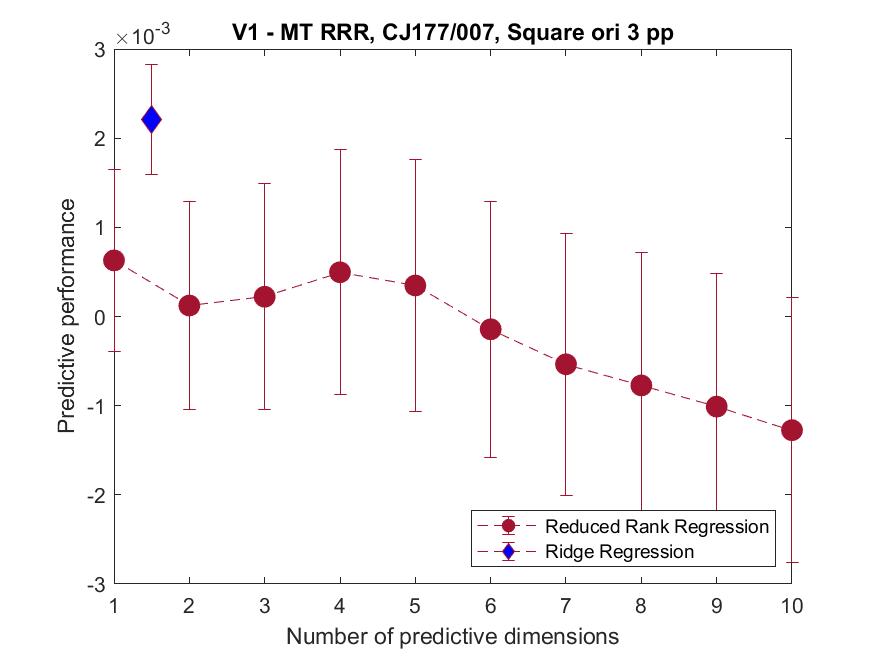 ×10-3
V1 - MT RRR, CJ177/007, Square ori 3 pp
3
2
1
0
-1
-2
-3
Predictive performance
1 2 3 4 5 6 7 8 9 10
Number of predictive dimensions
Reduced Rank Regression
Ridge Regression